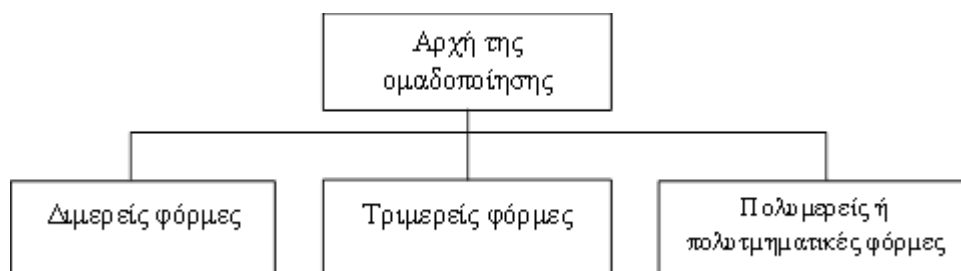 Αρχή της
ομαδοποίησης
Διμερείς φόρμες
Τριμερείς φόρμες
Πολυμερείς ή
πολυτμηματικές φόρμες